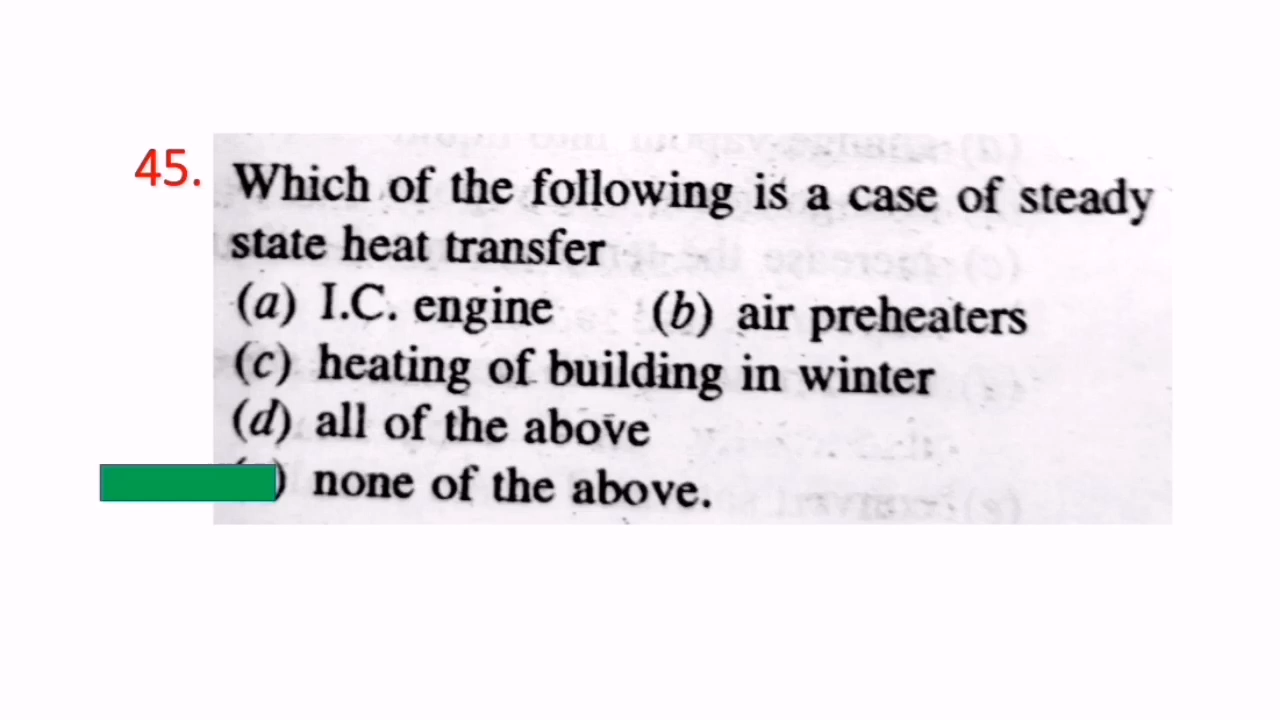 45. Which of the following is a case of steady
state heat transfer
(a) I.C. engine (b) air preheaters
(c) heating of building in winter
(d) all of the above
) none of the above.